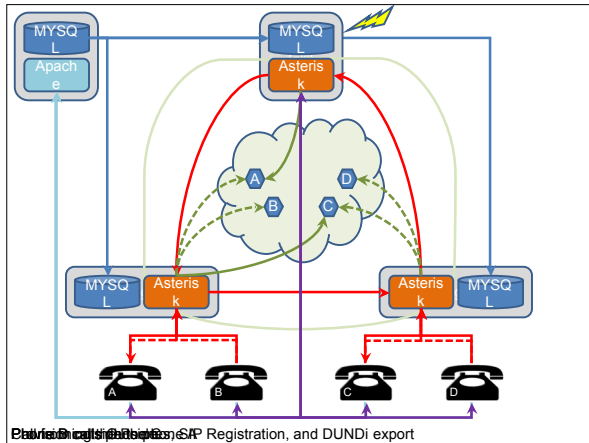 MYSQ
L
Apach
e
MYSQ
L
Asteris
k
A
D
B
C
MYSQ
L
Asteris
k
Asteris
k
MYSQ
L
A
B
C
D
SIP Registration, and DUNDi export